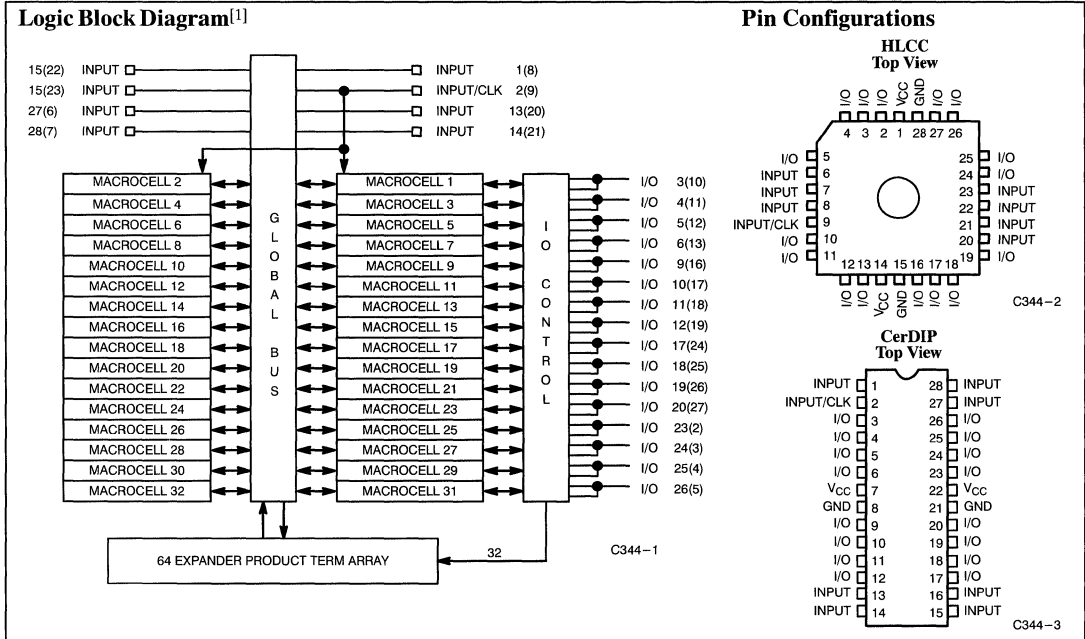 Logic Block Diagram[1]
15(22) INPUT
15(23) INPUT
27(6) INPUT
28(7) INPUT
INPUT 1(8)
INPUT/CLK 2(9)
INPUT 13(20)
INPUT 14(21)
MACROCELL 2
MACROCELL 4
MACROCELL 6
MACROCELL 8
MACROCELL 10
MACROCELL 12
MACROCELL 14
MACROCELL 16
MACROCELL 18
MACROCELL 20
MACROCELL 22
MACROCELL 24
MACROCELL 26
MACROCELL 28
MACROCELL 30
MACROCELL 32
GLOBAL BUS
MACROCELL 1
MACROCELL 3
MACROCELL 5
MACROCELL 7
MACROCELL 9
MACROCELL 11
MACROCELL 13
MACROCELL 15
MACROCELL 17
MACROCELL 19
MACROCELL 21
MACROCELL 23
MACROCELL 25
MACROCELL 27
MACROCELL 29
MACROCELL 31
IO CONTROL
I/O 3(10)
I/O 4(11)
I/O 5(12)
I/O 6(13)
I/O 9(16)
I/O 10(17)
I/O 11(18)
I/O 12(19)
I/O 17(24)
I/O 18(25)
I/O 19(26)
I/O 20(27)
I/O 23(2)
I/O 24(3)
I/O 25(4)
I/O 26(5)
64 EXPANDER PRODUCT TERM ARRAY
32
C344-1
Pin Configurations
HLCC
Top View
I/O I/O I/O VCC GND I/O I/O
4 3 2 1 28 27 26
I/O 5
INPUT 6
INPUT 7
INPUT 8
INPUT/CLK 9
I/O 10
I/O 11
25 I/O
24 I/O
23 INPUT
22 INPUT
21 INPUT
20 INPUT
19 I/O
12 13 14 15 16 17 18
I/O I/O VCC GND I/O I/O I/O
C344-2
CerDIP
Top View
INPUT 1 28 INPUT
INPUT/CLK 2 27 INPUT
I/O 3 26 I/O
I/O 4 25 I/O
I/O 5 24 I/O
I/O 6 23 I/O
VCC 7 22 VCC
GND 8 21 GND
I/O 9 20 I/O
I/O 10 19 I/O
I/O 11 18 I/O
I/O 12 17 I/O
INPUT 13 16 INPUT
INPUT 14 15 INPUT
C344-3